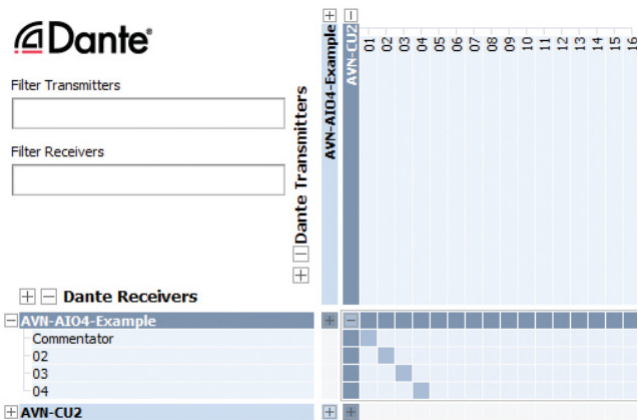 Dante®
Filter Transmitters
Filter Receivers
Dante Transmitters
AVN-AIO4-Example
AVN-CU2
01
02
03
04
05
06
07
08
09
10
11
12
13
14
15
16
Dante Receivers
AVN-AIO4-Example
Commentator
02
03
04
AVN-CU2